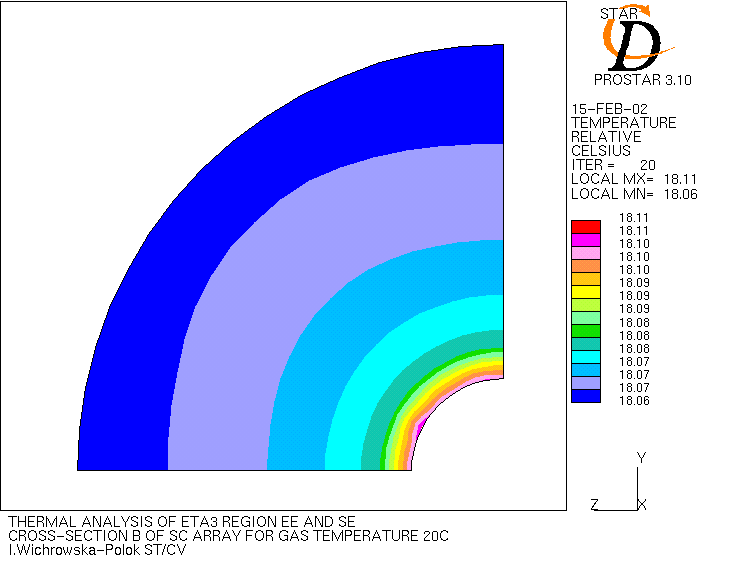 STAR
CD
PROSTAR 3.10
15-FEB-02
TEMPERATURE
RELATIVE
CELSIUS
ITER = 20
LOCAL MX= 18.11
LOCAL MN= 18.06
18.11
18.11
18.10
18.10
18.10
18.09
18.09
18.09
18.08
18.08
18.08
18.07
18.07
18.07
18.06
Y
Z
X
THERMAL ANALYSIS OF ETA3 REGION EE AND SE
CROSS-SECTION B OF SC ARRAY FOR GAS TEMPERATURE 20C
I.Wichrowska-Polok ST/CV